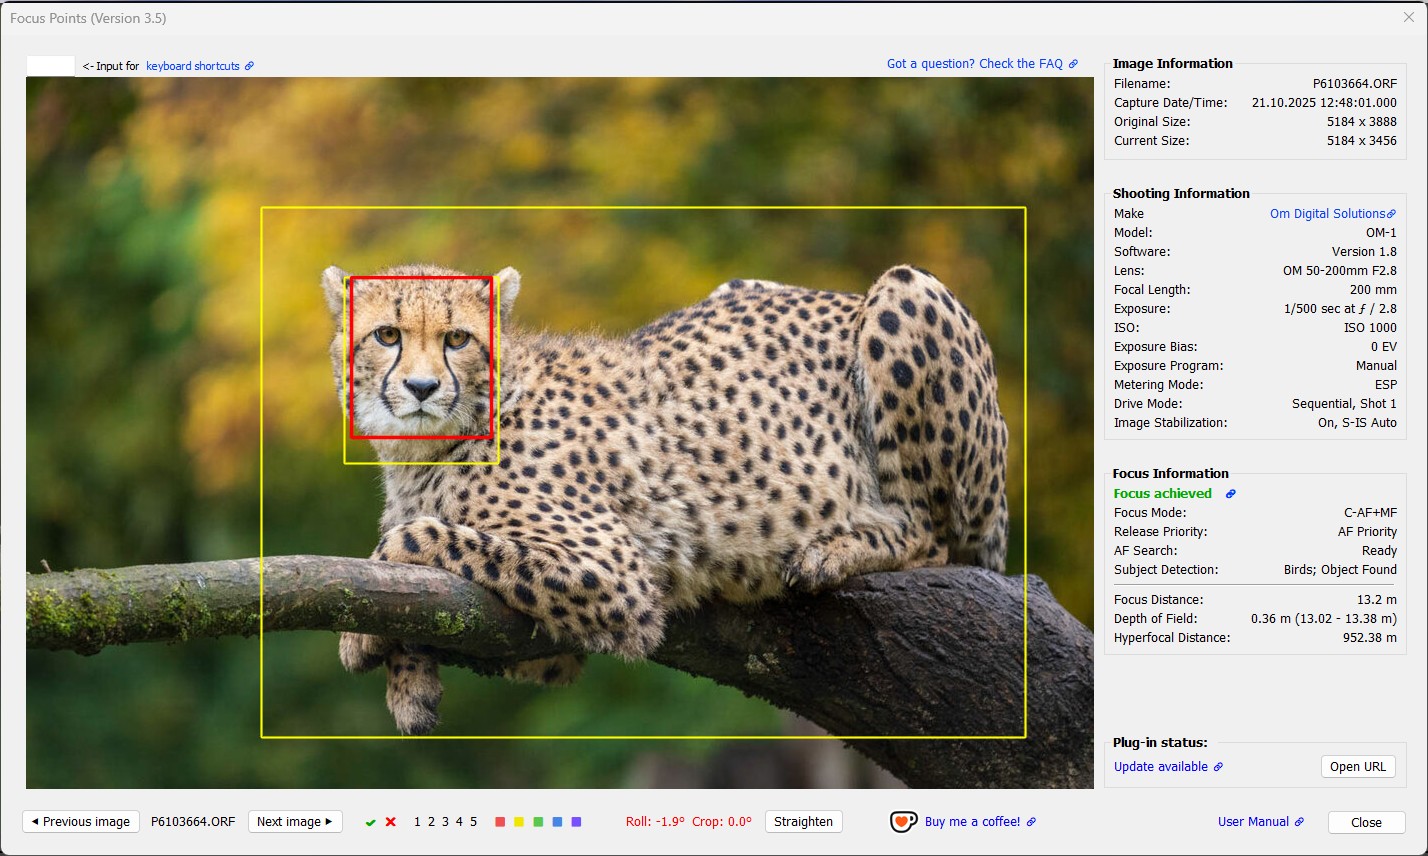 Focus Points (Version 3.5)
<- Input for keyboard shortcuts
Got a question? Check the FAQ
Image Information
Filename: P6103664.ORF
Capture Date/Time: 21.10.2025 12:48:01.000
Original Size: 5184 x 3888
Current Size: 5184 x 3456
Shooting Information
Make Om Digital Solutions
Model: OM-1
Software: Version 1.8
Lens: OM 50-200mm F2.8
Focal Length: 200 mm
Exposure: 1/500 sec at ƒ / 2.8
ISO: ISO 1000
Exposure Bias: 0 EV
Exposure Program: Manual
Metering Mode: ESP
Drive Mode: Sequential, Shot 1
Image Stabilization: On, S-IS Auto
Focus Information
Focus achieved
Focus Mode: C-AF+MF
Release Priority: AF Priority
AF Search: Ready
Subject Detection: Birds; Object Found
Focus Distance: 13.2 m
Depth of Field: 0.36 m (13.02 - 13.38 m)
Hyperfocal Distance: 952.38 m
Plug-in status:
Update available Open URL
Previous image P6103664.ORF Next image 1 2 3 4 5 Roll: -1.9° Crop: 0.0° Straighten Buy me a coffee! User Manual Close